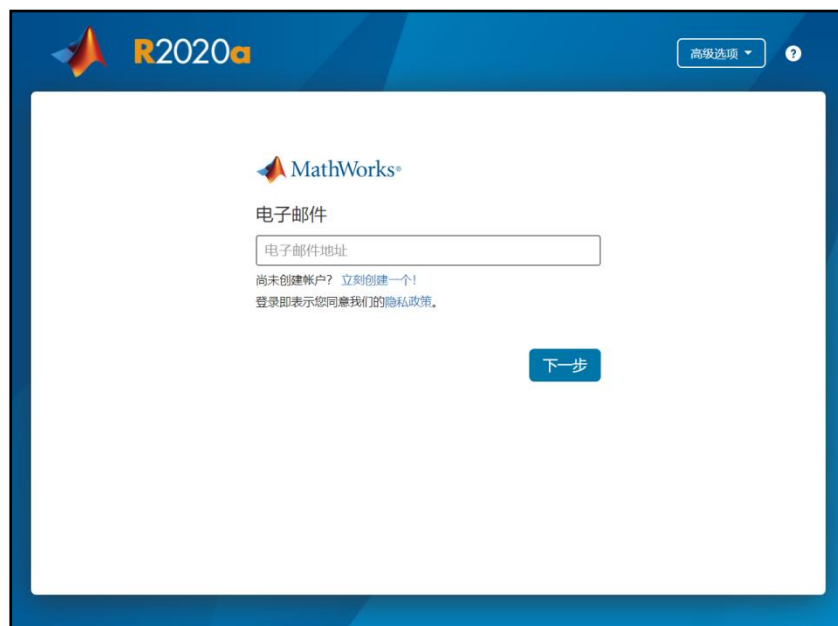 R2020a
高级选项
?
MathWorks®
电子邮件
电子邮件地址
尚未创建帐户? 立刻创建一个!
登录即表示您同意我们的隐私政策。
下一步